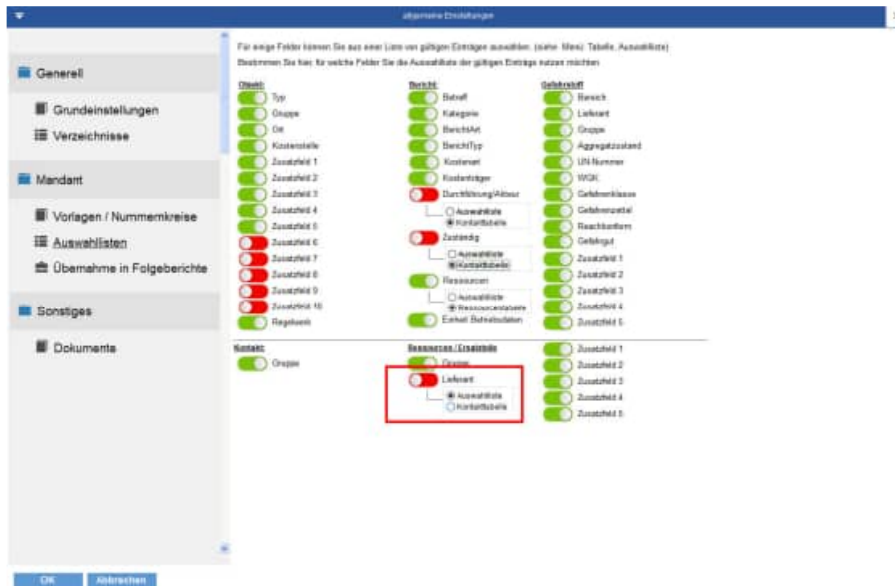 allgemeine Einstellungen
Für einige Felder können Sie aus einer Liste von gültigen Einträgen auswählen. (siehe Menü: Tabelle, Auswahlliste)
Bestimmen Sie hier, für welche Felder Sie die Auswahlliste der gültigen Einträge nutzen möchten
Generell
Grundeinstellungen
Verzeichnisse
Mandant
Vorlagen / Nummernkreise
Auswahllisten
Übernahme in Folgeberichte
Sonstiges
Dokumente
Objekt:
Typ
Gruppe
Ort
Kostenstelle
Zusatzfeld 1
Zusatzfeld 2
Zusatzfeld 3
Zusatzfeld 4
Zusatzfeld 5
Zusatzfeld 6
Zusatzfeld 7
Zusatzfeld 8
Zusatzfeld 9
Zusatzfeld 10
Regelwerk
Bericht:
Betreff
Kategorie
BerichtArt
BerichtTyp
Kostenart
Kostenträger
Durchführung/Akteur
Auswahlliste
Kontakttabelle
Zuständig
Auswahlliste
Kontakttabelle
Ressourcen
Auswahlliste
Ressourcentabelle
Einheit Betriebsdaten
Gefahrstoff
Bereich
Lieferant
Gruppe
Aggregatzustand
UN-Nummer
WGK
Gefahrenklasse
Gefahrenzettel
Reachkonform
Gefahrgut
Zusatzfeld 1
Zusatzfeld 2
Zusatzfeld 3
Zusatzfeld 4
Zusatzfeld 5
Kontakt:
Gruppe
Ressourcen / Ersatzteile
Gruppe
Lieferant
Auswahlliste
Kontakttabelle
Zusatzfeld 1
Zusatzfeld 2
Zusatzfeld 3
Zusatzfeld 4
Zusatzfeld 5
OK
Abbrechen